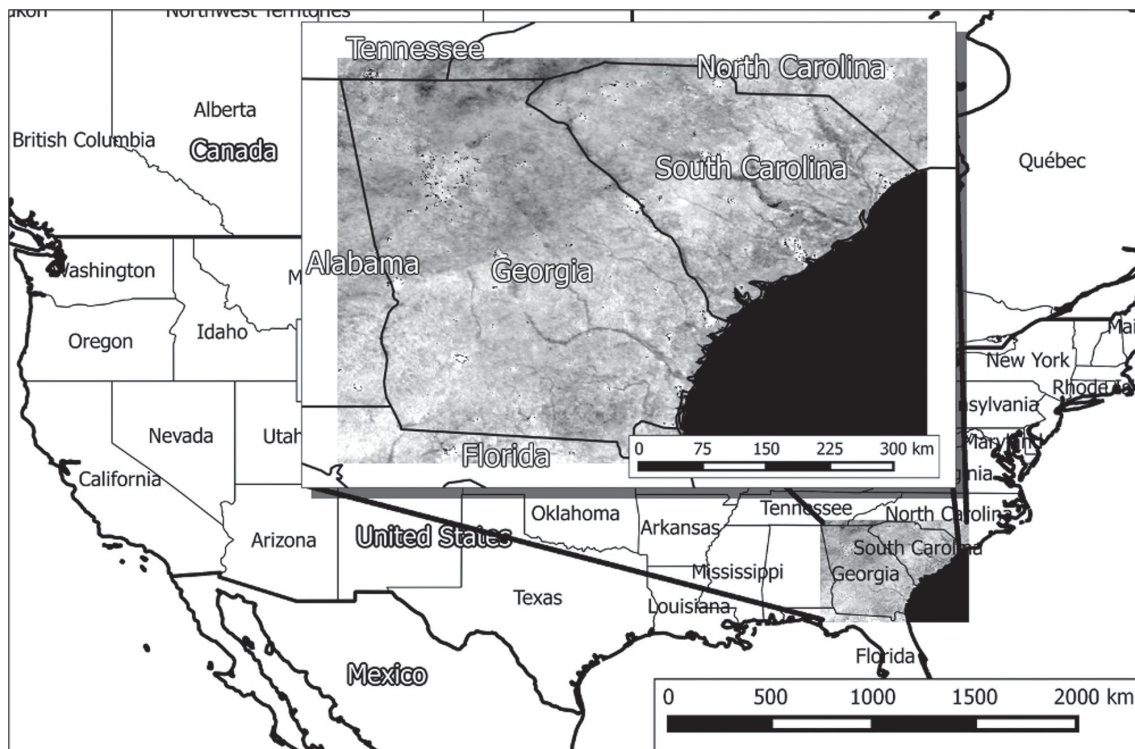 Northwest Territories
Tennessee
North Carolina
Alberta
British Columbia
Canada
Québec
South Carolina
Alabama
Georgia
Washington
Idaho
Oregon
New York
Rhode
Nevada
Utah
California
Maryland
Florida
0 75 150 225 300 km
Tennessee
North Carolina
Oklahoma
Arkansas
Arizona
United States
South Carolina
Mississippi
Georgia
Texas
Louisiana
Florida
Mexico
0 500 1000 1500 2000 km